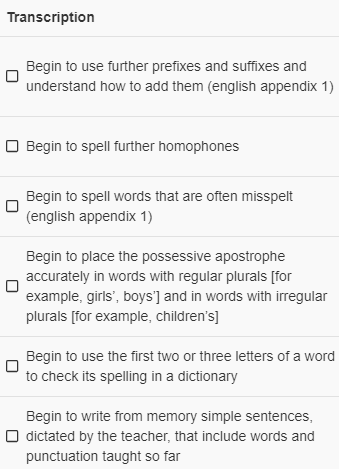 Transcription
Begin to use further prefixes and suffixes and
understand how to add them (english appendix 1)
Begin to spell further homophones
Begin to spell words that are often misspelt
(english appendix 1)
Begin to place the possessive apostrophe
accurately in words with regular plurals [for
example, girls’, boys’] and in words with irregular
plurals [for example, children’s]
Begin to use the first two or three letters of a word
to check its spelling in a dictionary
Begin to write from memory simple sentences,
dictated by the teacher, that include words and
punctuation taught so far